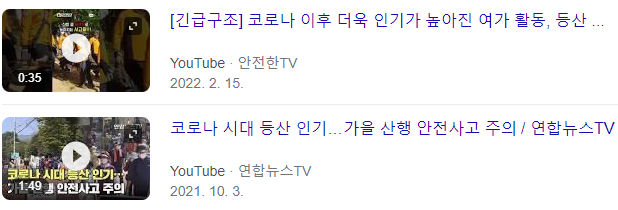 [긴급구조] 코로나 이후 더욱 인기가 높아진 여가 활동, 등산 ...
0:35
YouTube · 안전한TV
2022. 2. 15.
코로나 시대 등산 인기…가을 산행 안전사고 주의 / 연합뉴스TV
코로나 시대 등산 인기…
1:49
안전사고 주의
YouTube · 연합뉴스TV
2021. 10. 3.